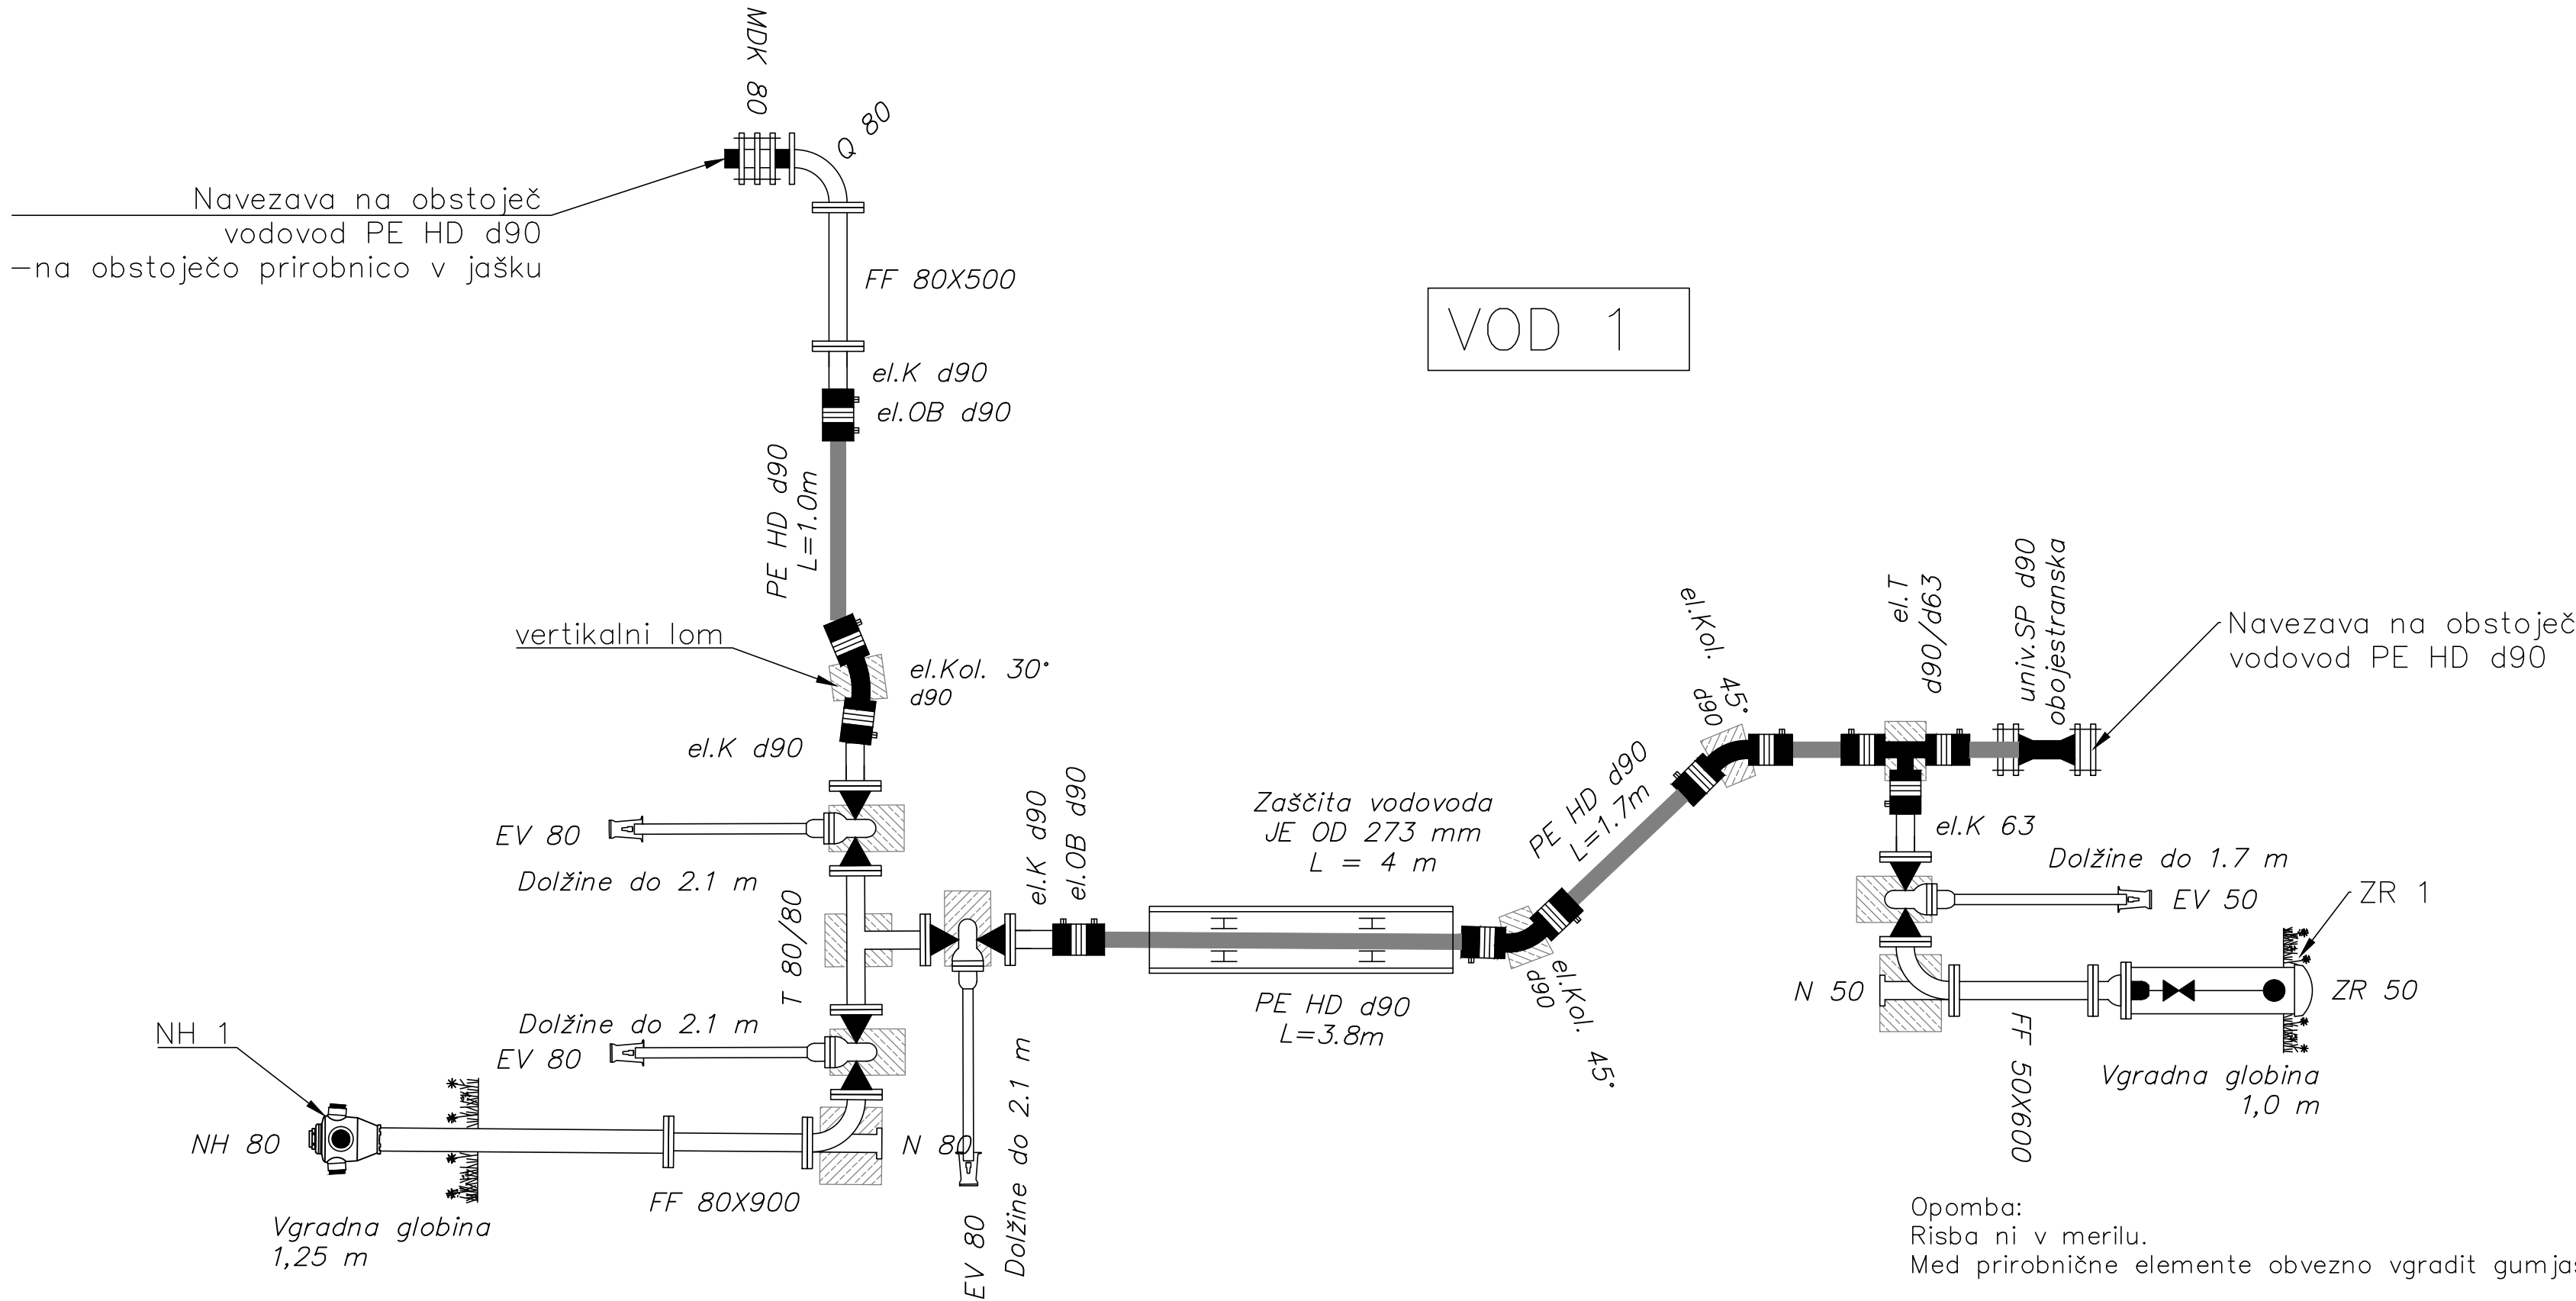 MDK 80
Q 80
Navezava na obstoječ
vodovod PE HD d90
–na obstoječo prirobnico v jašku
FF 80X500
VOD 1
el.K d90
el.OB d90
PE HD d90
L=1.0m
vertikalni lom
el.Kol. 30°
d90
el.K d90
EV 80
Dolžine do 2.1 m
T 80/80
Dolžine do 2.1 m
EV 80
NH 1
NH 80
N 80
FF 80X900
Vgradna globina
1,25 m
EV 80
Dolžine do 2.1 m
el.K d90
el.OB d90
Zaščita vodovoda
JE OD 273 mm
L = 4 m
PE HD d90
L=3.8m
el.Kol. 45°
d90
PE HD d90
L=1.7m
el.Kol. 45°
d90
el.T
d90/d63
univ.SP d90
obojestranska
Navezava na obstoječ
vodovod PE HD d90
el.K 63
Dolžine do 1.7 m
EV 50
ZR 1
N 50
ZR 50
FF 50X600
Vgradna globina
1,0 m
Opomba:
Risba ni v merilu.
Med prirobnične elemente obvezno vgradit